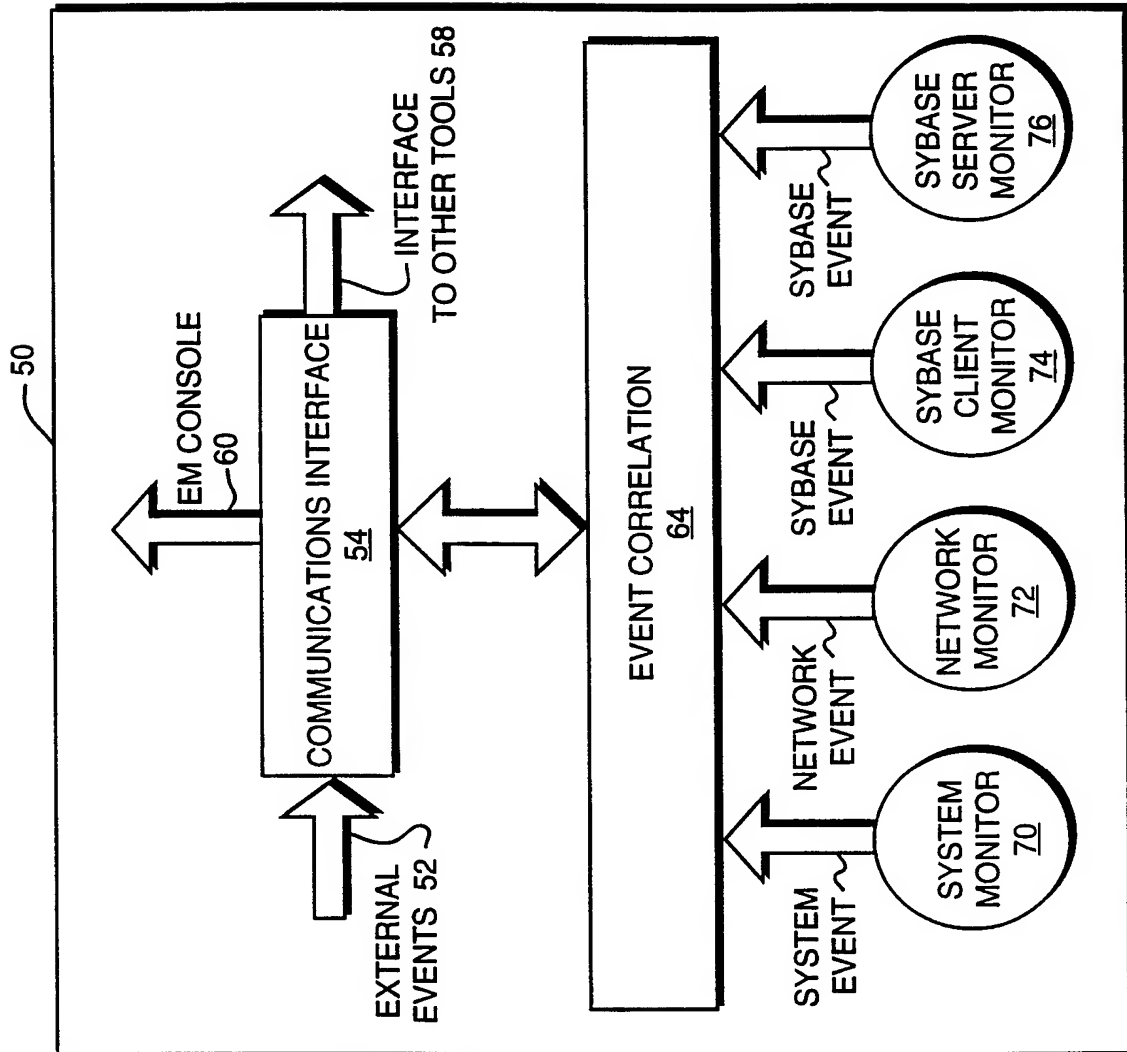 50
EM CONSOLE
60
COMMUNICATIONS INTERFACE
54
INTERFACE
TO OTHER TOOLS 58
EXTERNAL
EVENTS 52
EVENT CORRELATION
64
SYSTEM
EVENT
NETWORK
EVENT
SYBASE
EVENT
SYBASE
EVENT
SYSTEM
MONITOR
70
NETWORK
MONITOR
72
SYBASE
CLIENT
MONITOR
74
SYBASE
SERVER
MONITOR
76